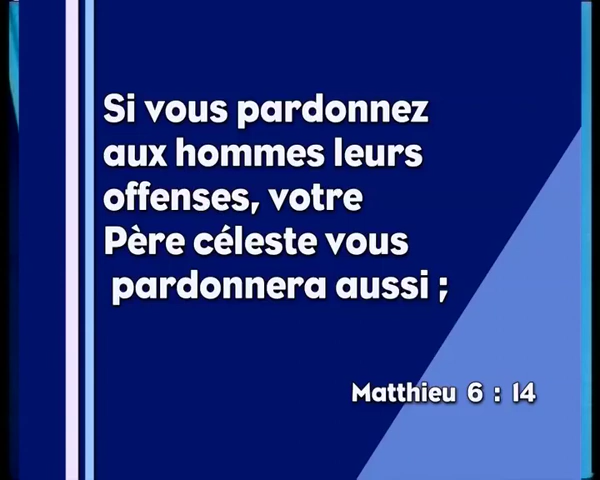 Si vous pardonnez
aux hommes leurs
offenses, votre
Père céleste vous
pardonnera aussi ;
Matthieu 6 : 14